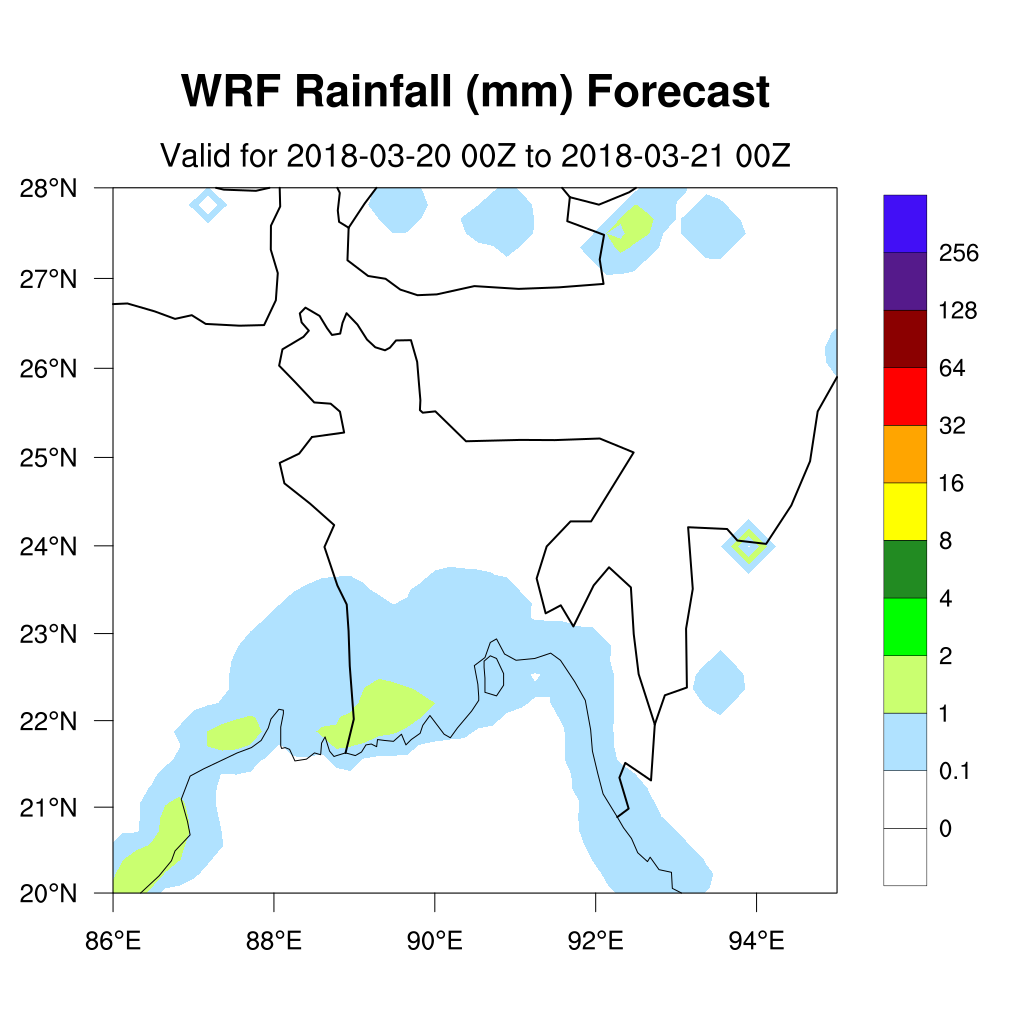 WRF Rainfall (mm) Forecast
Valid for 2018-03-20 00Z to 2018-03-21 00Z
28°N
27°N
26°N
25°N
24°N
23°N
22°N
21°N
20°N
86°E 88°E 90°E 92°E 94°E
256
128
64
32
16
8
4
2
1
0.1
0